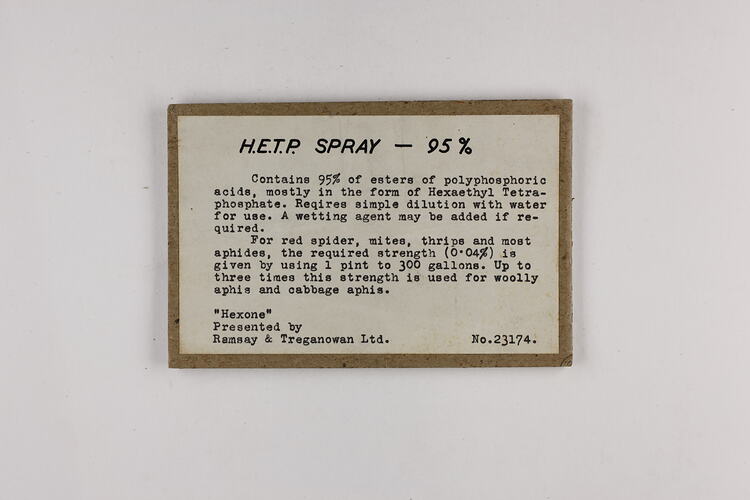 H.E.T.P. SPRAY — 95%
Contains 95% of esters of polyphosphoric
acids, mostly in the form of Hexaethyl Tetra-
phosphate. Reqires simple dilution with water
for use. A wetting agent may be added if re-
quired.
For red spider, mites, thrips and most
aphides, the required strength (0·04%) is
given by using 1 pint to 300 gallons. Up to
three times this strength is used for woolly
aphis and cabbage aphis.
"Hexone"
Presented by
Ramsay & Treganowan Ltd. No.23174.